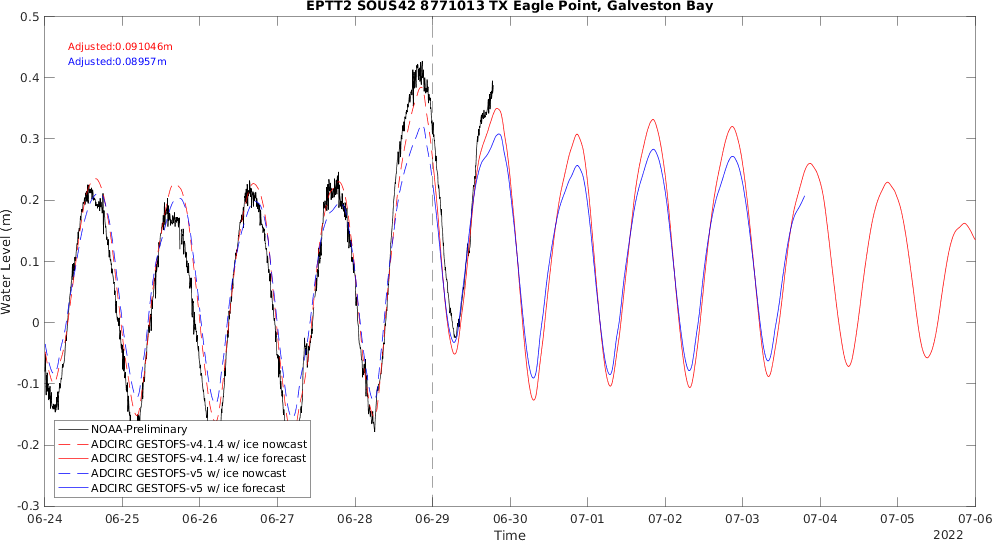 EPTT2 SOUS42 8771013 TX Eagle Point, Galveston Bay
Adjusted:0.091046m
Adjusted:0.08957m
0.5
0.4
0.3
0.2
0.1
0
-0.1
-0.2
-0.3
Water Level (m)
NOAA-Preliminary
ADCIRC GESTOFS-v4.1.4 w/ ice nowcast
ADCIRC GESTOFS-v4.1.4 w/ ice forecast
ADCIRC GESTOFS-v5 w/ ice nowcast
ADCIRC GESTOFS-v5 w/ ice forecast
06-24 06-25 06-26 06-27 06-28 06-29 06-30 07-01 07-02 07-03 07-04 07-05 07-06
Time
2022